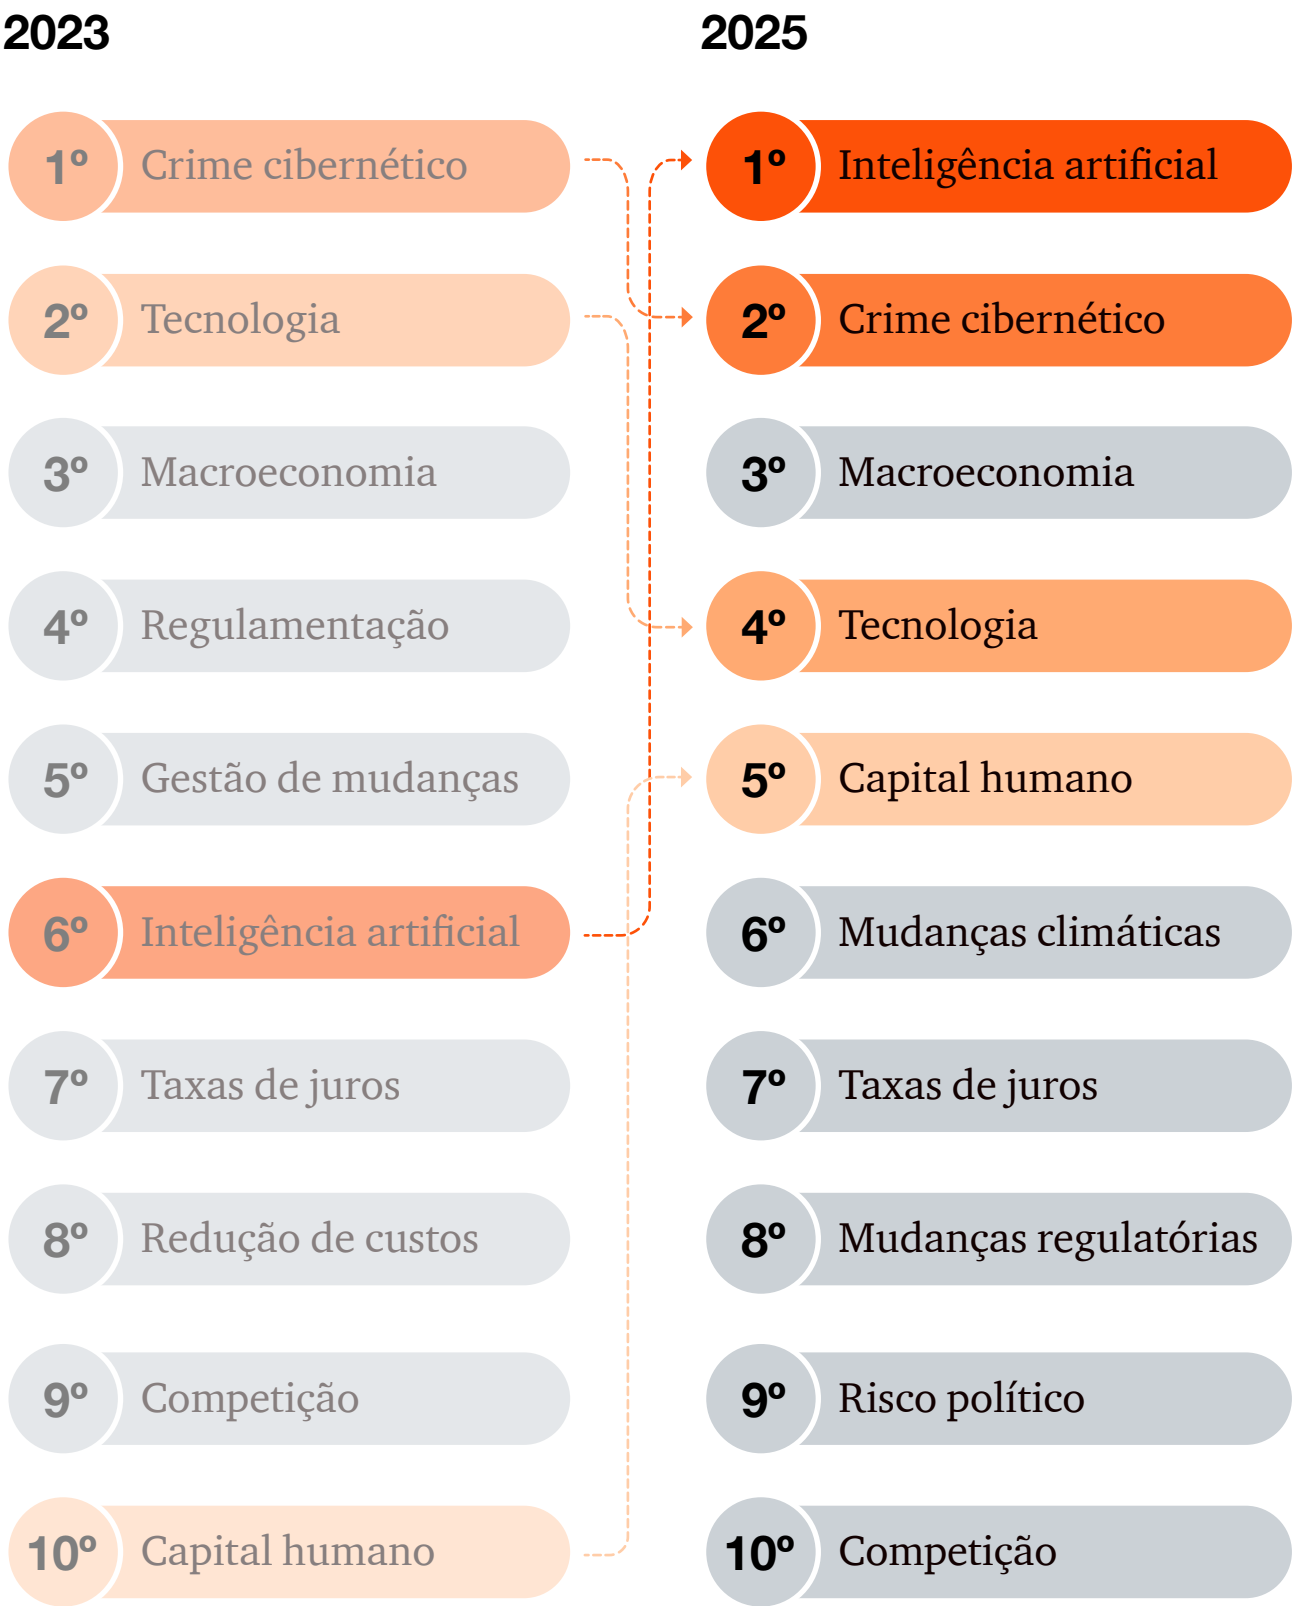 2023
1º Crime cibernético
2º Tecnologia
3º Macroeconomia
4º Regulamentação
5º Gestão de mudanças
6º Inteligência artificial
7º Taxas de juros
8º Redução de custos
9º Competição
10º Capital humano
2025
1º Inteligência artificial
2º Crime cibernético
3º Macroeconomia
4º Tecnologia
5º Capital humano
6º Mudanças climáticas
7º Taxas de juros
8º Mudanças regulatórias
9º Risco político
10º Competição